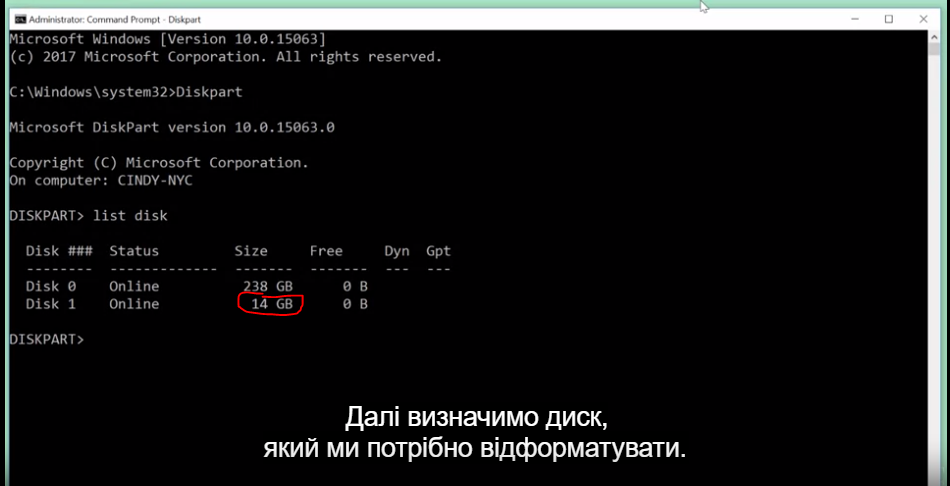 Administrator: Command Prompt - Diskpart
Microsoft Windows [Version 10.0.15063]
(c) 2017 Microsoft Corporation. All rights reserved.
C:\Windows\system32>Diskpart
Microsoft DiskPart version 10.0.15063.0
Copyright (C) Microsoft Corporation.
On computer: CINDY-NYC
DISKPART> list disk
Disk ### Status Size Free Dyn Gpt
-------- ------------- ------- ------- --- ---
Disk 0 Online 238 GB 0 B
Disk 1 Online 14 GB 0 B
DISKPART>
Далі визначимо диск,
який ми потрібно відформатувати.